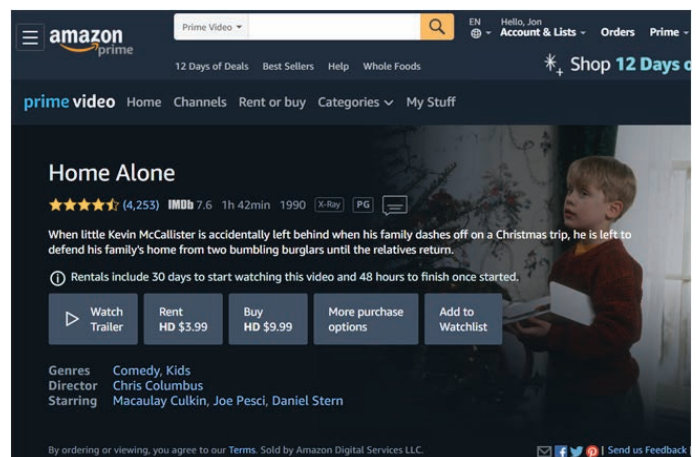 amazon
prime
Prime Video
EN
Hello, Jon
Account & Lists
Orders
Prime
12 Days of Deals Best Sellers Help Whole Foods
Shop 12 Days o
prime video Home Channels Rent or buy Categories My Stuff
Home Alone
(4,253) IMDb 7.6 1h 42min 1990 X-Ray PG
When little Kevin McCallister is accidentally left behind when his family dashes off on a Christmas trip, he is left to
defend his family's home from two bumbling burglars until the relatives return.
Rentals include 30 days to start watching this video and 48 hours to finish once started.
Watch
Trailer
Rent
HD $3.99
Buy
HD $9.99
More purchase
options
Add to
Watchlist
Genres Comedy, Kids
Director Chris Columbus
Starring Macaulay Culkin, Joe Pesci, Daniel Stern
By ordering or viewing, you agree to our Terms. Sold by Amazon Digital Services LLC.
| Send us Feedback